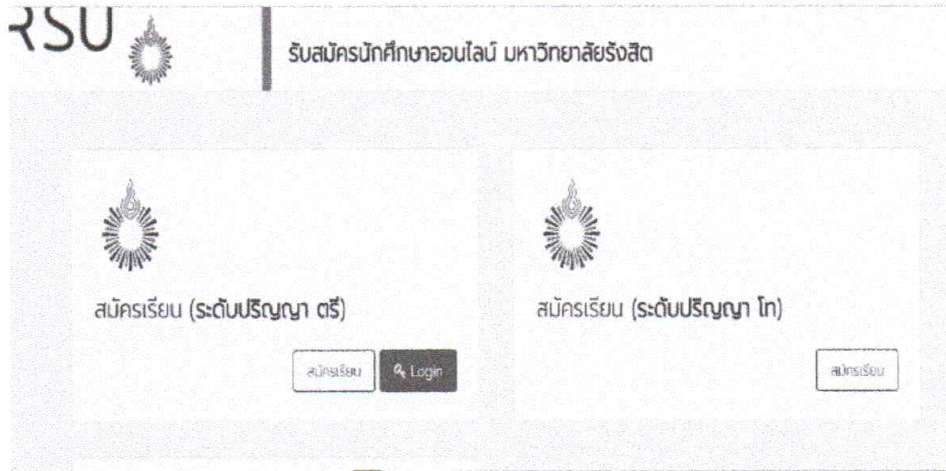 RSU
รับสมัครนักศึกษาออนไลน์ มหาวิทยาลัยรังสิต
สมัครเรียน (ระดับปริญญา ตรี)
สมัครเรียน Login
สมัครเรียน (ระดับปริญญา โท)
สมัครเรียน